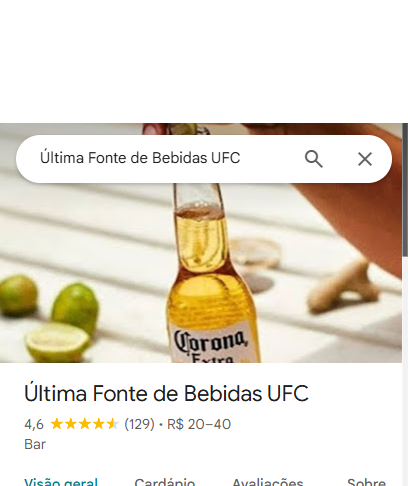 Última Fonte de Bebidas UFC
Corona
Extra
Última Fonte de Bebidas UFC
4,6 (129) • R$ 20–40
Bar
Visão geral Cardápio Avaliações Sobre